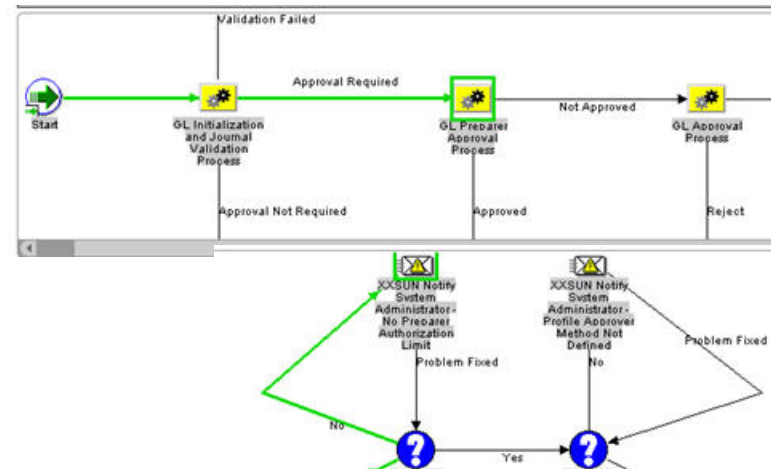 Validation Failed
Approval Required
Not Approved
Start
GL Initialization
and Journal
Validation
Process
GL Preparer
Approval
Process
GL Approval
Process
Approval Not Required
Approved
Reject
XXSUN Notify
System
Administrator-
No Preparer
Authorization
Limit
XXSUN Notify
System
Administrator-
Profile Approver
Method Not
Defined
Problem Fixed
Problem Fixed
No
No
Yes